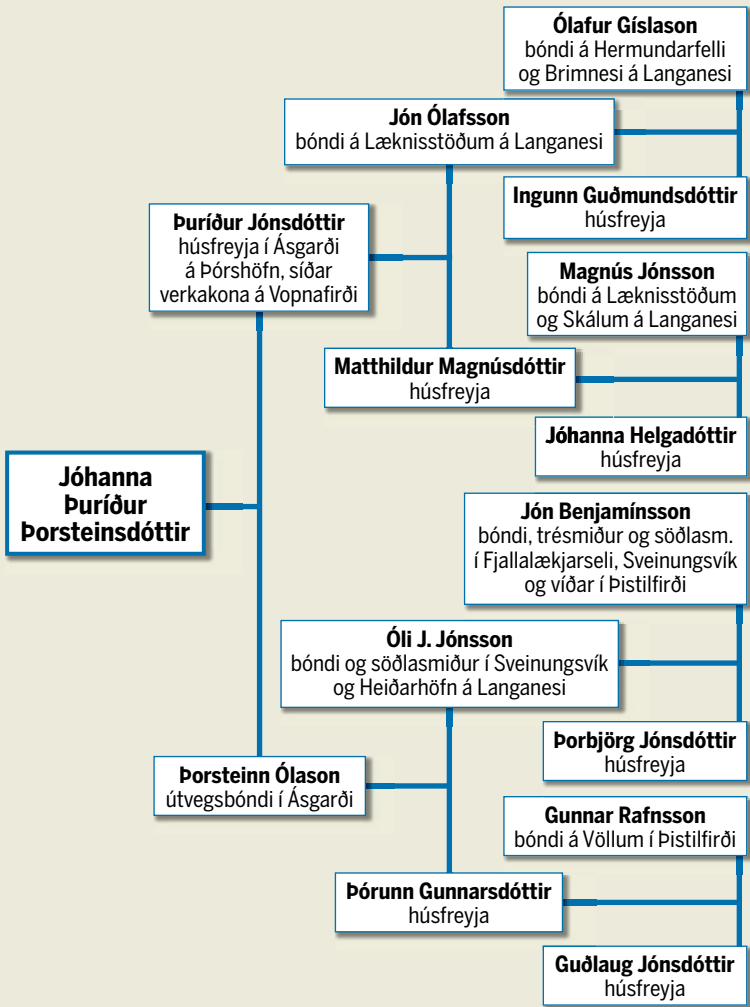 Ólafur Gíslason
bóndi á Hermundarfelli
og Brimnesi á Langanesi
Jón Ólafsson
bóndi á Læknisstöðum á Langanesi
Ingunn Guðmundsdóttir
húsfreyja
Þuríður Jónsdóttir
húsfreyja í Ásgarði
á Þórshöfn, síðar
verkakona á Vopnafirði
Magnús Jónsson
bóndi á Læknisstöðum
og Skálum á Langanesi
Matthildur Magnúsdóttir
húsfreyja
Jóhanna Helgadóttir
húsfreyja
Jóhanna
Þuríður
Þorsteinsdóttir
Jón Benjamínsson
bóndi, trésmiður og söðlasm.
í Fjallalækjarseli, Sveinungsvík
og víðar í Þistilfirði
Óli J. Jónsson
bóndi og söðlasmiður í Sveinungsvík
og Heiðarhöfn á Langanesi
Þorbjörg Jónsdóttir
húsfreyja
Þorsteinn Ólason
útvegsbóndi í Ásgarði
Gunnar Rafnsson
bóndi á Völlum í Þistilfirði
Þórunn Gunnarsdóttir
húsfreyja
Guðlaug Jónsdóttir
húsfreyja